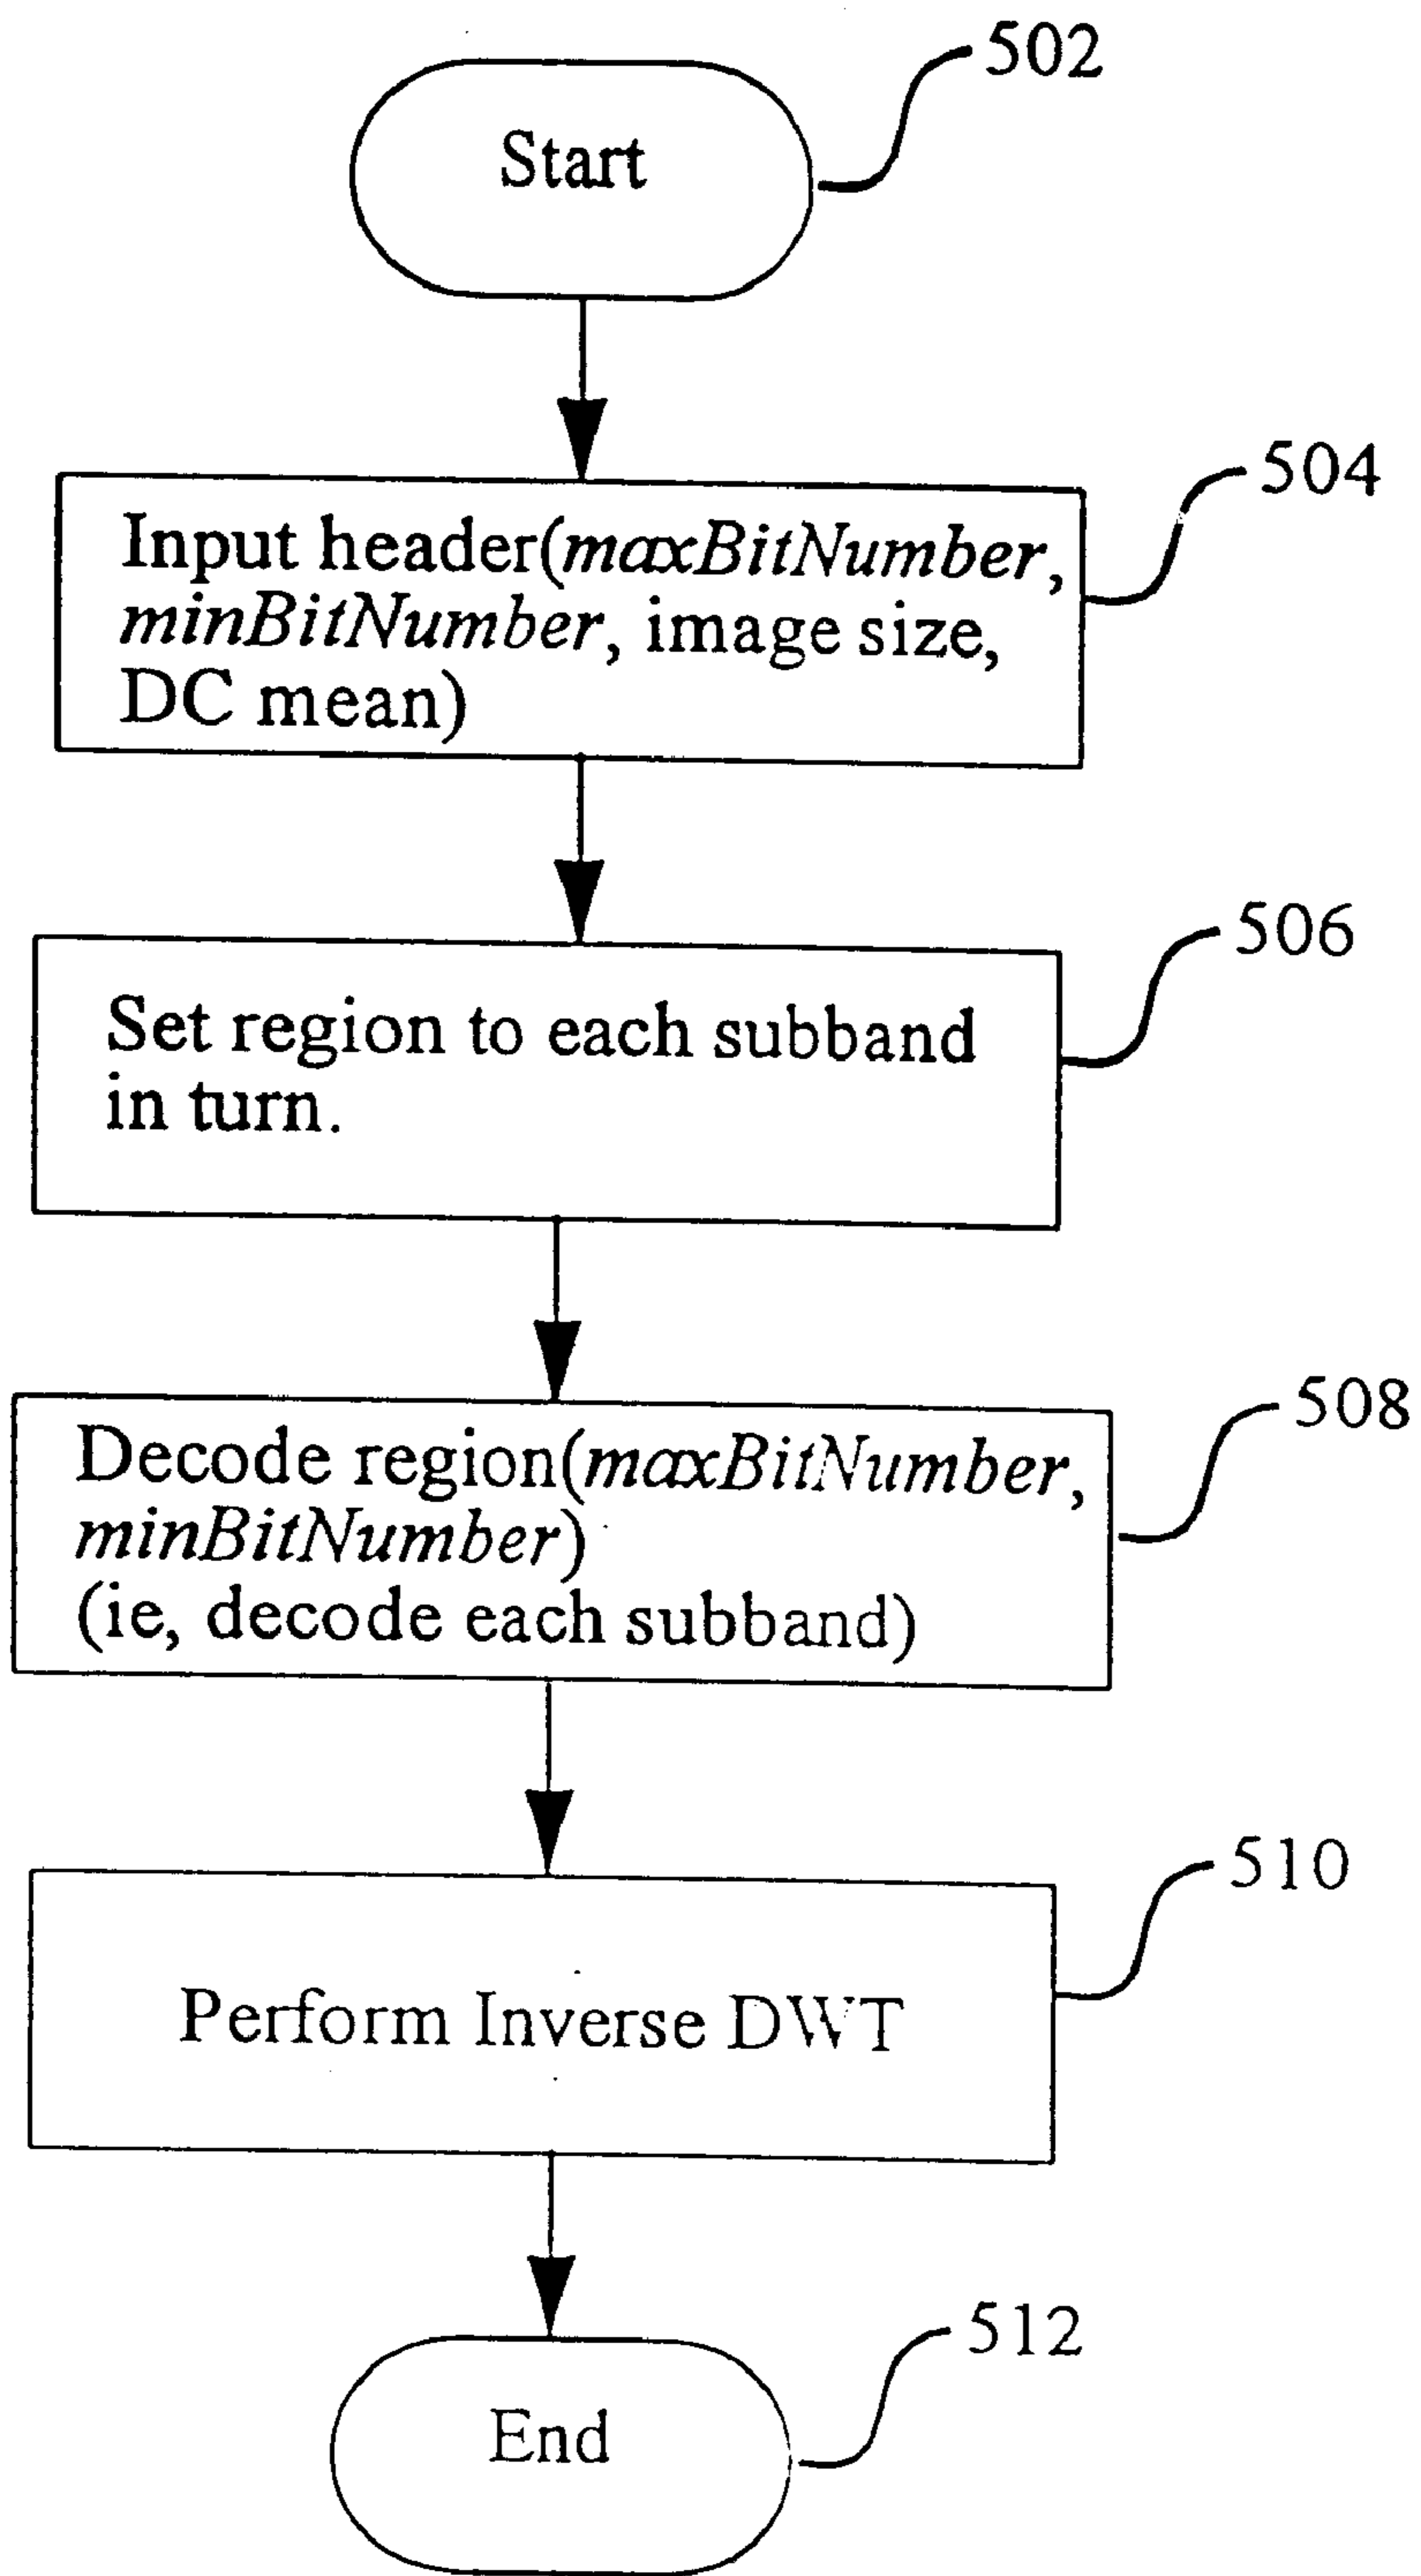 502
Start
504
Input header(maxBitNumber,
minBitNumber, image size,
DC mean)
506
Set region to each subband
in turn.
508
Decode region(maxBitNumber,
minBitNumber)
(ie, decode each subband)
510
Perform Inverse DWT
512
End